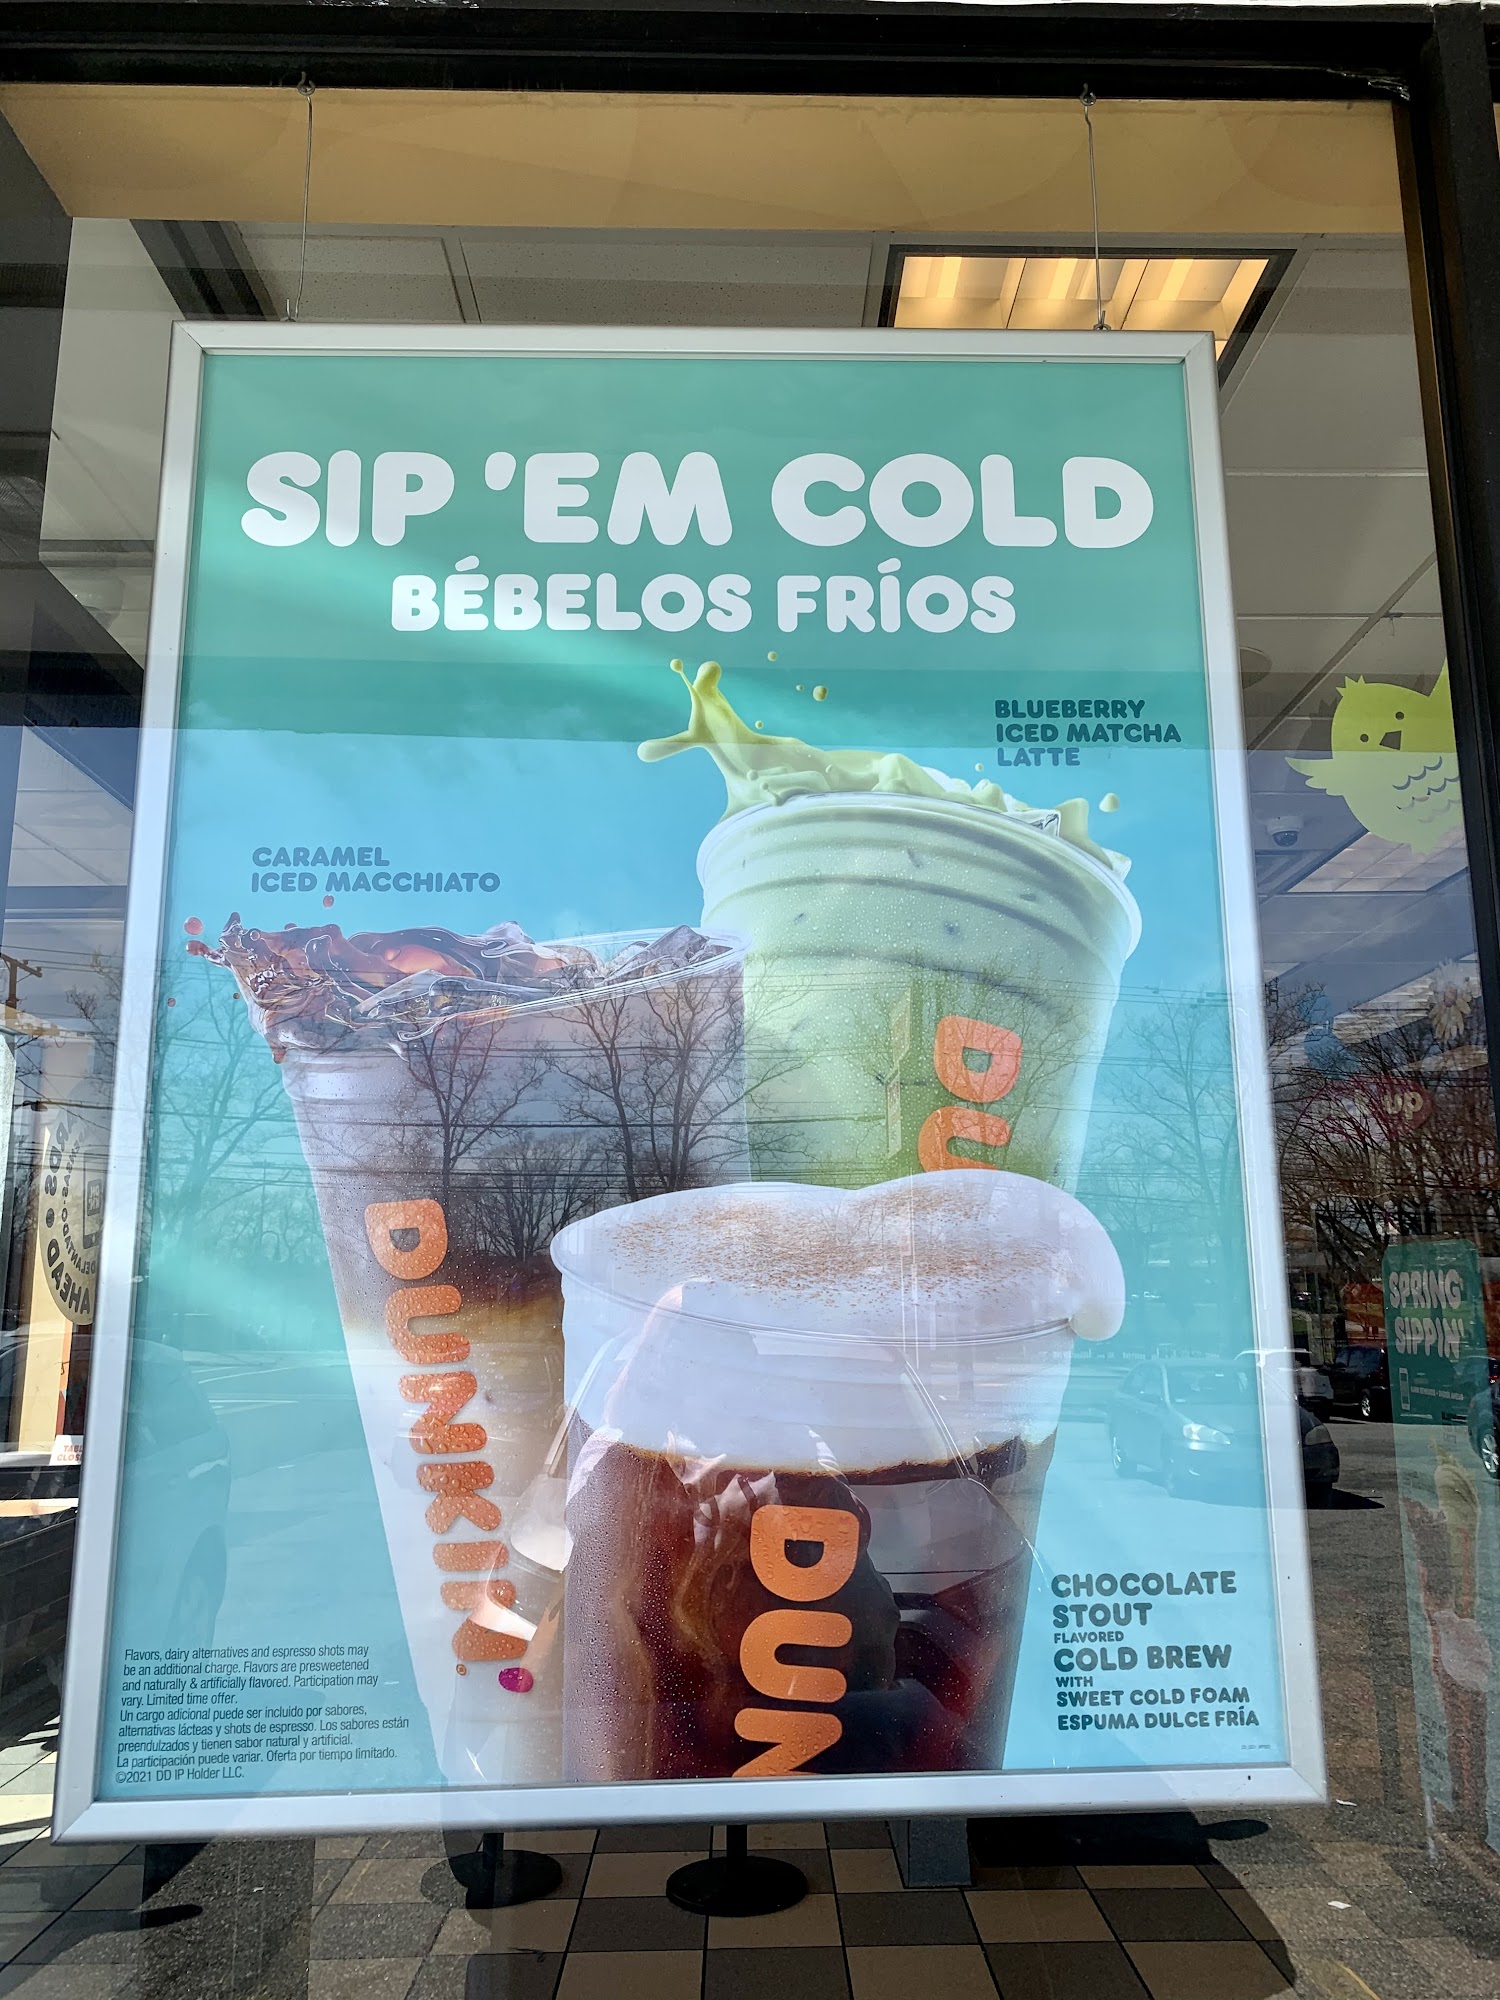 SIP 'EM COLD
BÉBELOS FRÍOS
BLUEBERRY
ICED MATCHA
LATTE
CARAMEL
ICED MACCHIATO
DU
DUNKIN'
DUN
CHOCOLATE
STOUT
FLAVORED
COLD BREW
WITH
SWEET COLD FOAM
ESPUMA DULCE FRÍA
Flavors, dairy alternatives and espresso shots may
be an additional charge. Flavors are presweetened
and naturally & artificially flavored. Participation may
vary. Limited time offer.
Un cargo adicional puede ser incluido por sabores,
alternativas lácteas y shots de espresso. Los sabores están
preendulzados y tienen sabor natural y artificial.
La participación puede variar. Oferta por tiempo limitado.
©2021 DD IP Holder LLC.
SPRING
SIPPIN'
AHEAD
up